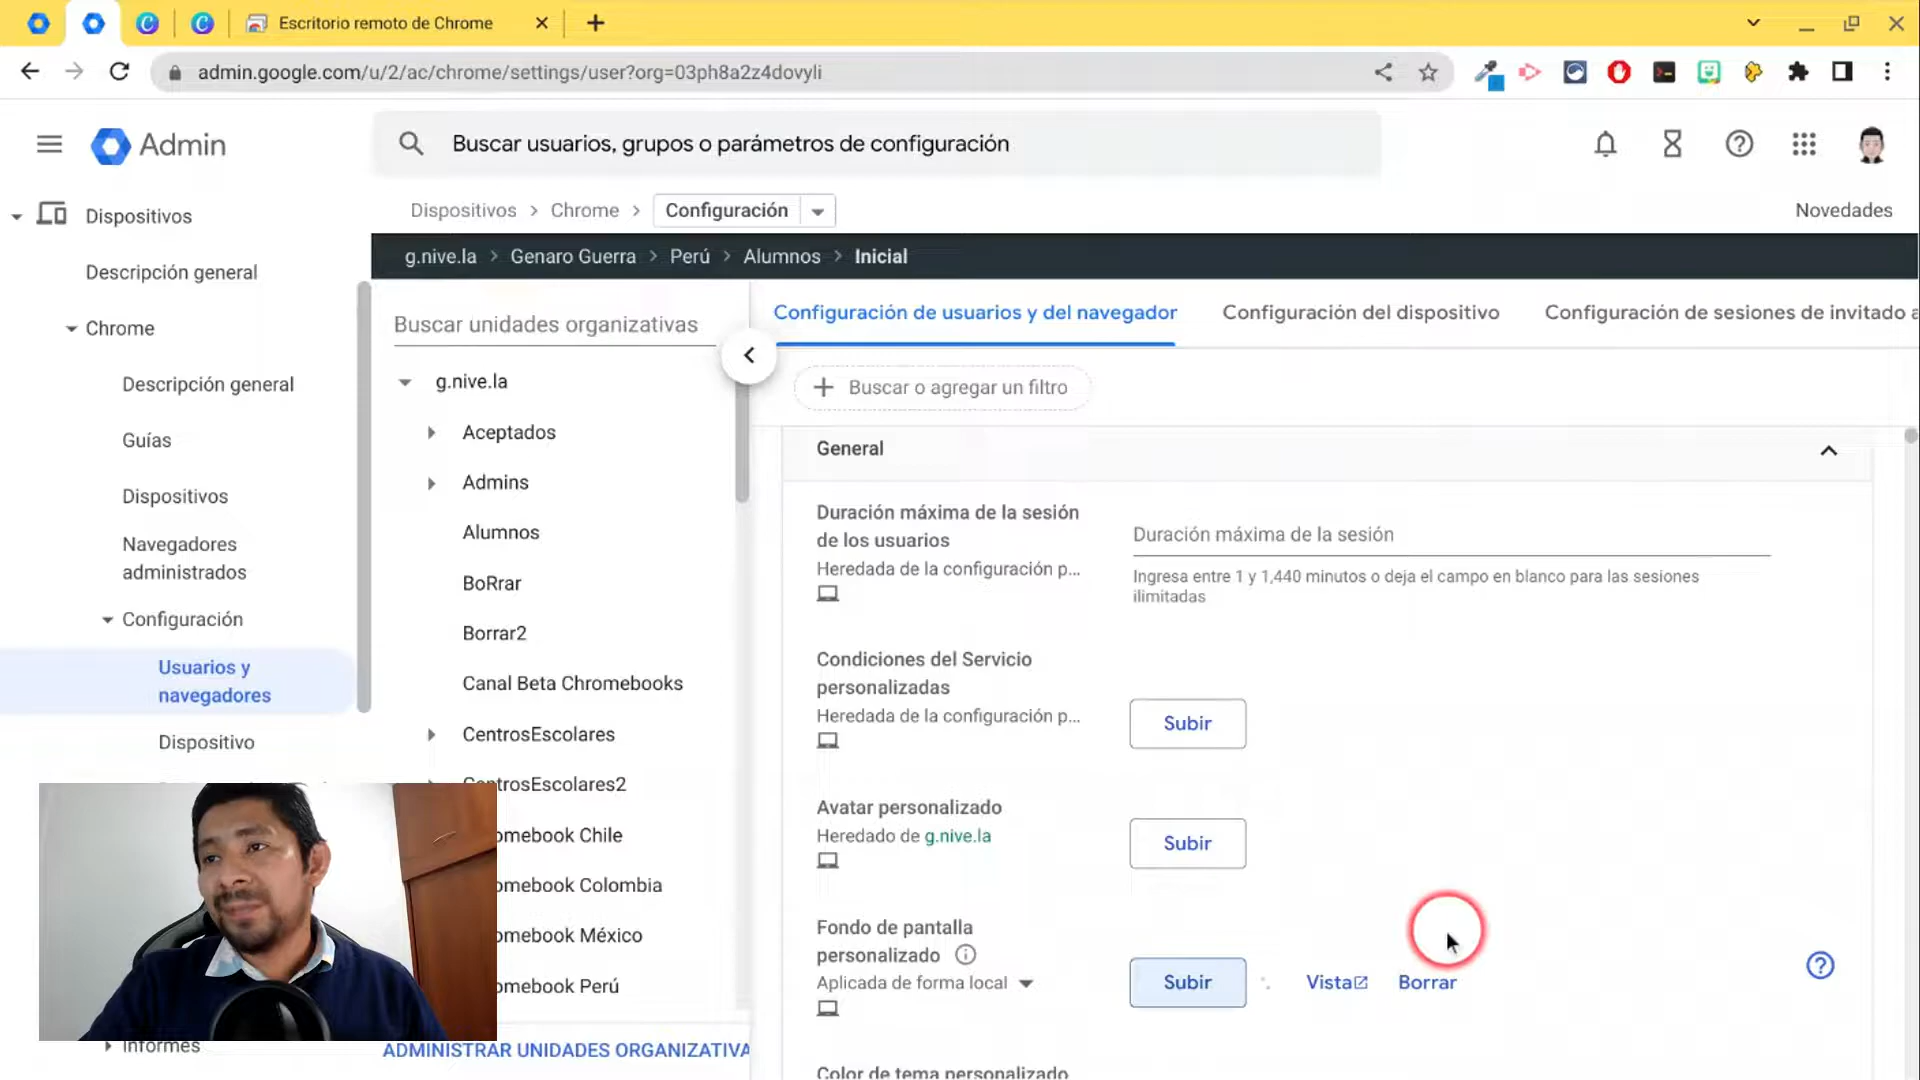 Escritorio remoto de Chrome
admin.google.com/u/2/ac/chrome/settings/user?org=03ph8a2z4dovyli
Admin
Buscar usuarios, grupos o parámetros de configuración
Dispositivos
Descripción general
Chrome
Descripción general
Guías
Dispositivos
Navegadores
administrados
Configuración
Usuarios y
navegadores
Dispositivo
Informes
Dispositivos > Chrome > Configuración
Novedades
g.nive.la > Genaro Guerra > Perú > Alumnos > Inicial
Buscar unidades organizativas
g.nive.la
Aceptados
Admins
Alumnos
BoRrar
Borrar2
Canal Beta Chromebooks
CentrosEscolares
CentrosEscolares2
omebook Chile
omebook Colombia
omebook México
omebook Perú
ADMINISTRAR UNIDADES ORGANIZATIVA
Configuración de usuarios y del navegador
Configuración del dispositivo
Configuración de sesiones de invitado a
Buscar o agregar un filtro
General
Duración máxima de la sesión
de los usuarios
Heredada de la configuración p...
Duración máxima de la sesión
Ingresa entre 1 y 1,440 minutos o deja el campo en blanco para las sesiones
ilimitadas
Condiciones del Servicio
personalizadas
Heredada de la configuración p...
Subir
Avatar personalizado
Heredado de g.nive.la
Subir
Fondo de pantalla
personalizado
Aplicada de forma local
Subir
Vista
Borrar
Color de tema personalizado